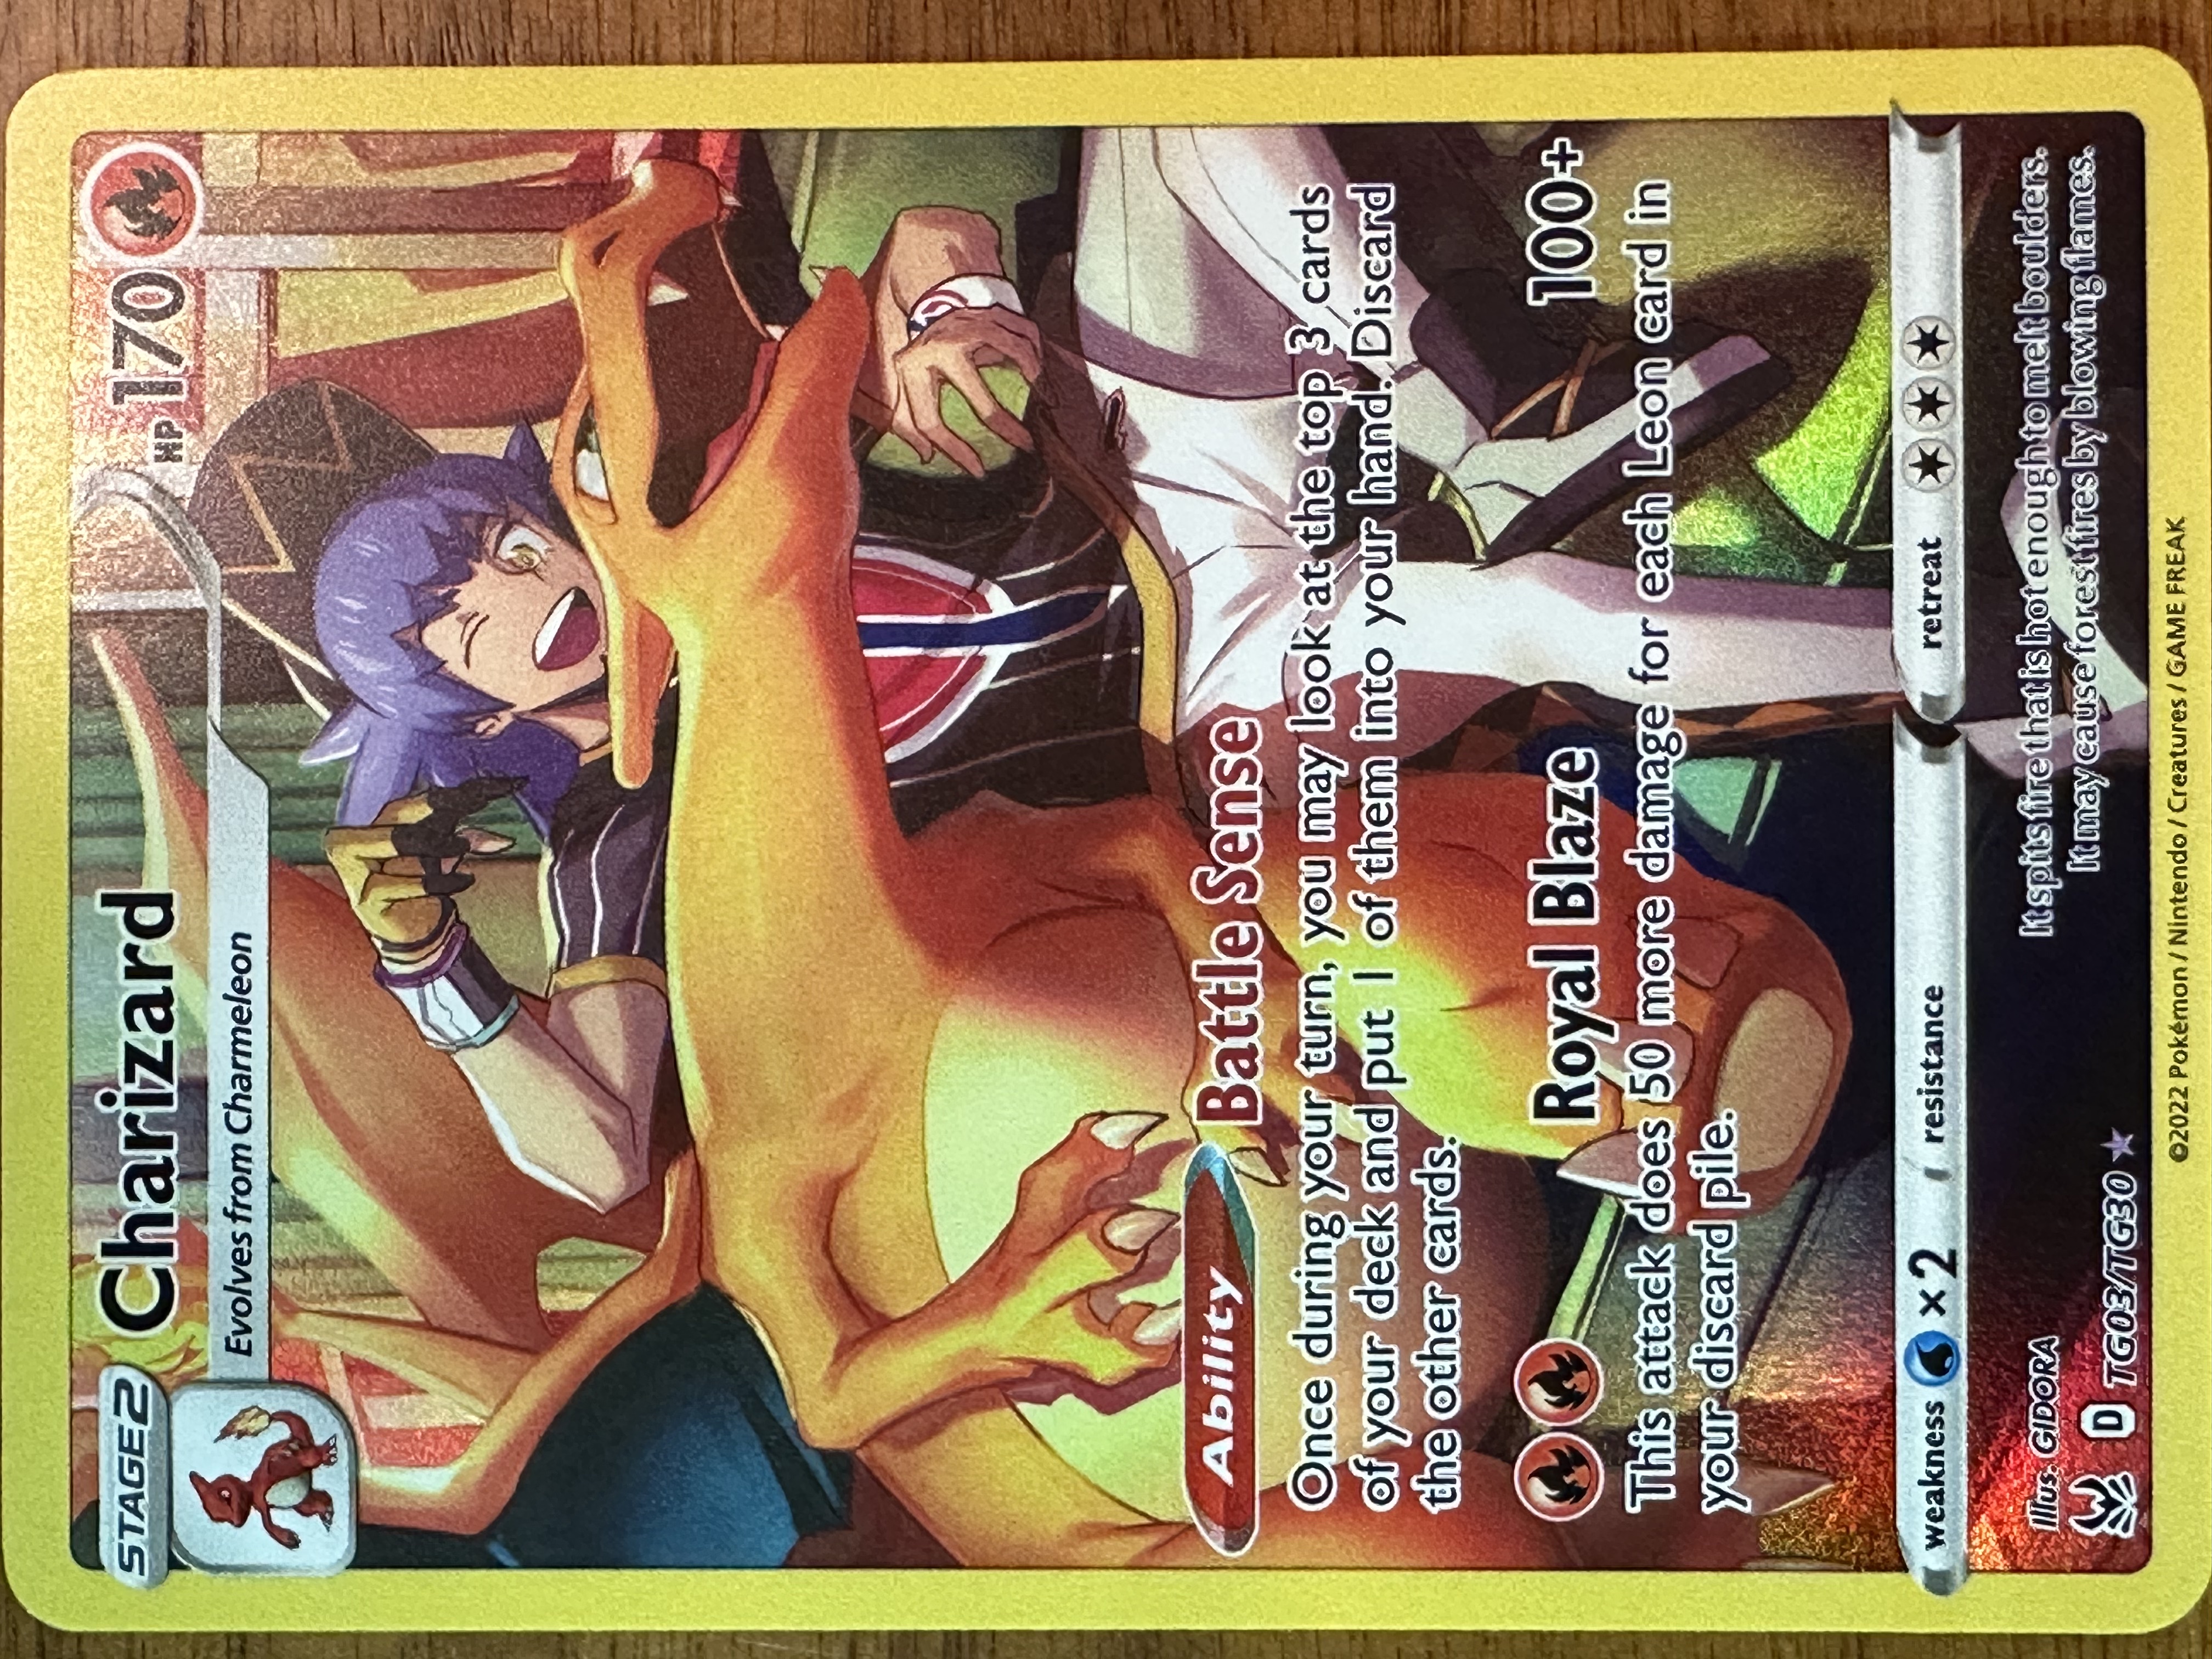 STAGE2
Charizard
HP 170
Evolves from Charmeleon
Ability Battle Sense
Once during your turn, you may look at the top 3 cards
of your deck and put 1 of them into your hand. Discard
the other cards.
Royal Blaze 100+
This attack does 50 more damage for each Leon card in
your discard pile.
weakness ×2 resistance retreat
Illus. GIDORA
It spits fire that is hot enough to melt boulders.
It may cause forest fires by blowing flames.
D TG03/TG30
©2022 Pokémon / Nintendo / Creatures / GAME FREAK